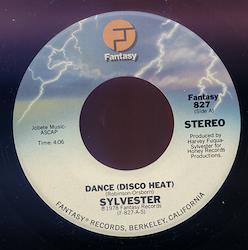 F
Fantasy
Fantasy
827
(Side A)
Jobete Music-
ASCAP
STEREO
Time: 4:06
Produced by
Harvey Fuqua-
Sylvester for
Honey Records
Productions.
DANCE (DISCO HEAT)
(Robinson-Orsborn)
SYLVESTER
℗1978 Fantasy Records
(F-827-A-S)
FANTASY® RECORDS, BERKELEY, CALIFORNIA